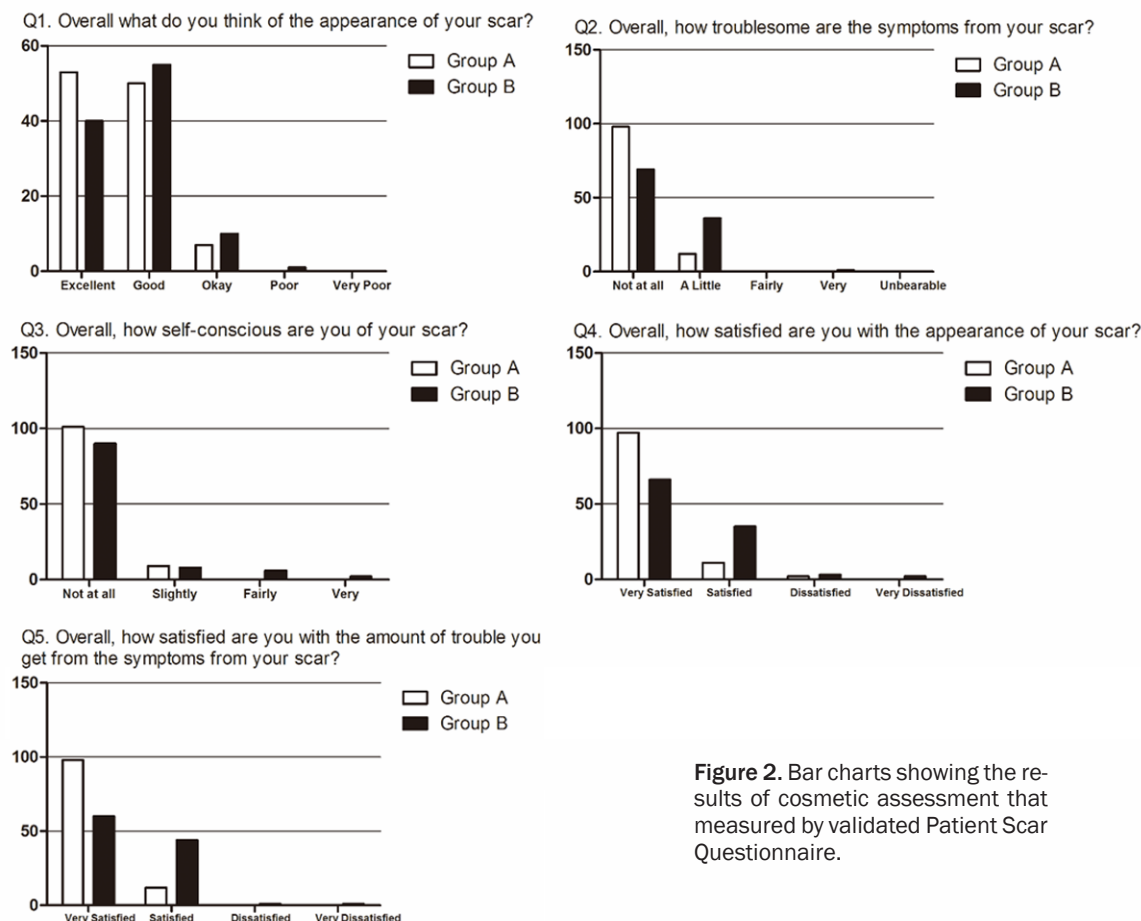 Q1. Overall what do you think of the appearance of your scar?
60
40
20
0
Excellent Good Okay Poor Very Poor
Group A
Group B
Q2. Overall, how troublesome are the symptoms from your scar?
150
100
50
0
Not at all A Little Fairly Very Unbearable
Group A
Group B
Q3. Overall, how self-conscious are you of your scar?
150
100
50
0
Not at all Slightly Fairly Very
Group A
Group B
Q4. Overall, how satisfied are you with the appearance of your scar?
150
100
50
0
Very Satisfied Satisfied Dissatisfied Very Dissatisfied
Group A
Group B
Q5. Overall, how satisfied are you with the amount of trouble you
get from the symptoms from your scar?
150
100
50
0
Very Satisfied Satisfied Dissatisfied Very Dissatisfied
Group A
Group B
Figure 2. Bar charts showing the re-
sults of cosmetic assessment that
measured by validated Patient Scar
Questionnaire.